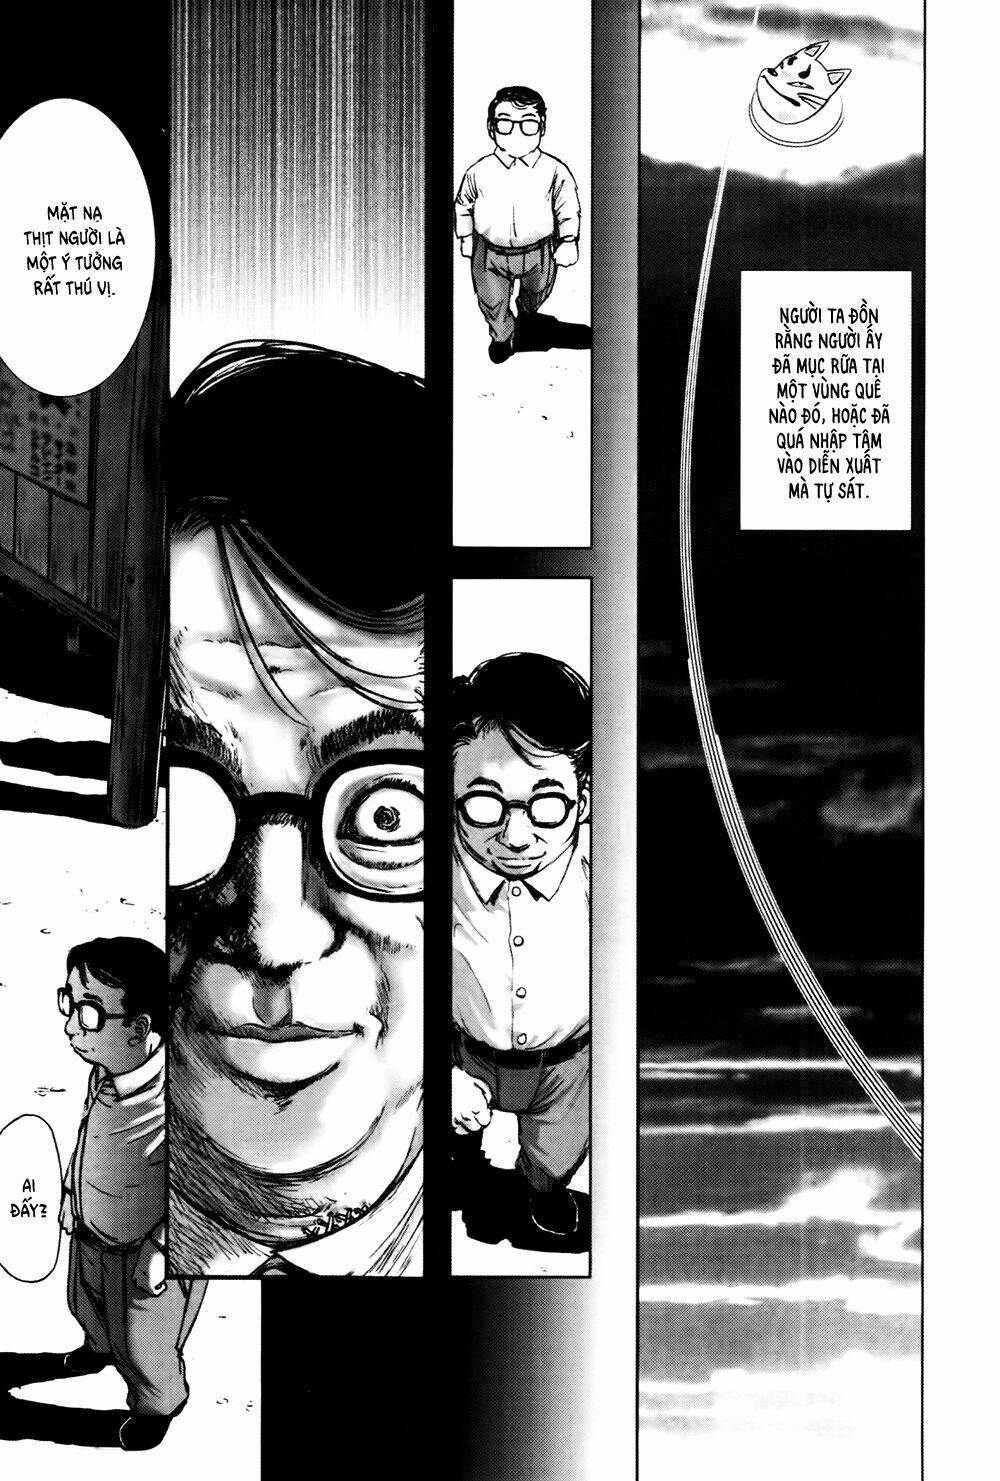 NGƯỜI TA ĐỒN
RẰNG NGƯỜI ẤY
ĐÃ MỤC RỮA TẠI
MỘT VÙNG QUÊ
NÀO ĐÓ, HOẶC ĐÃ
QUÁ NHẬP TÂM
VÀO DIỄN XUẤT
MÀ TỰ SÁT.
MẶT NẠ
THỊT NGƯỜI LÀ
MỘT Ý TƯỞNG
RẤT THÚ VỊ.
AI
ĐẤY?